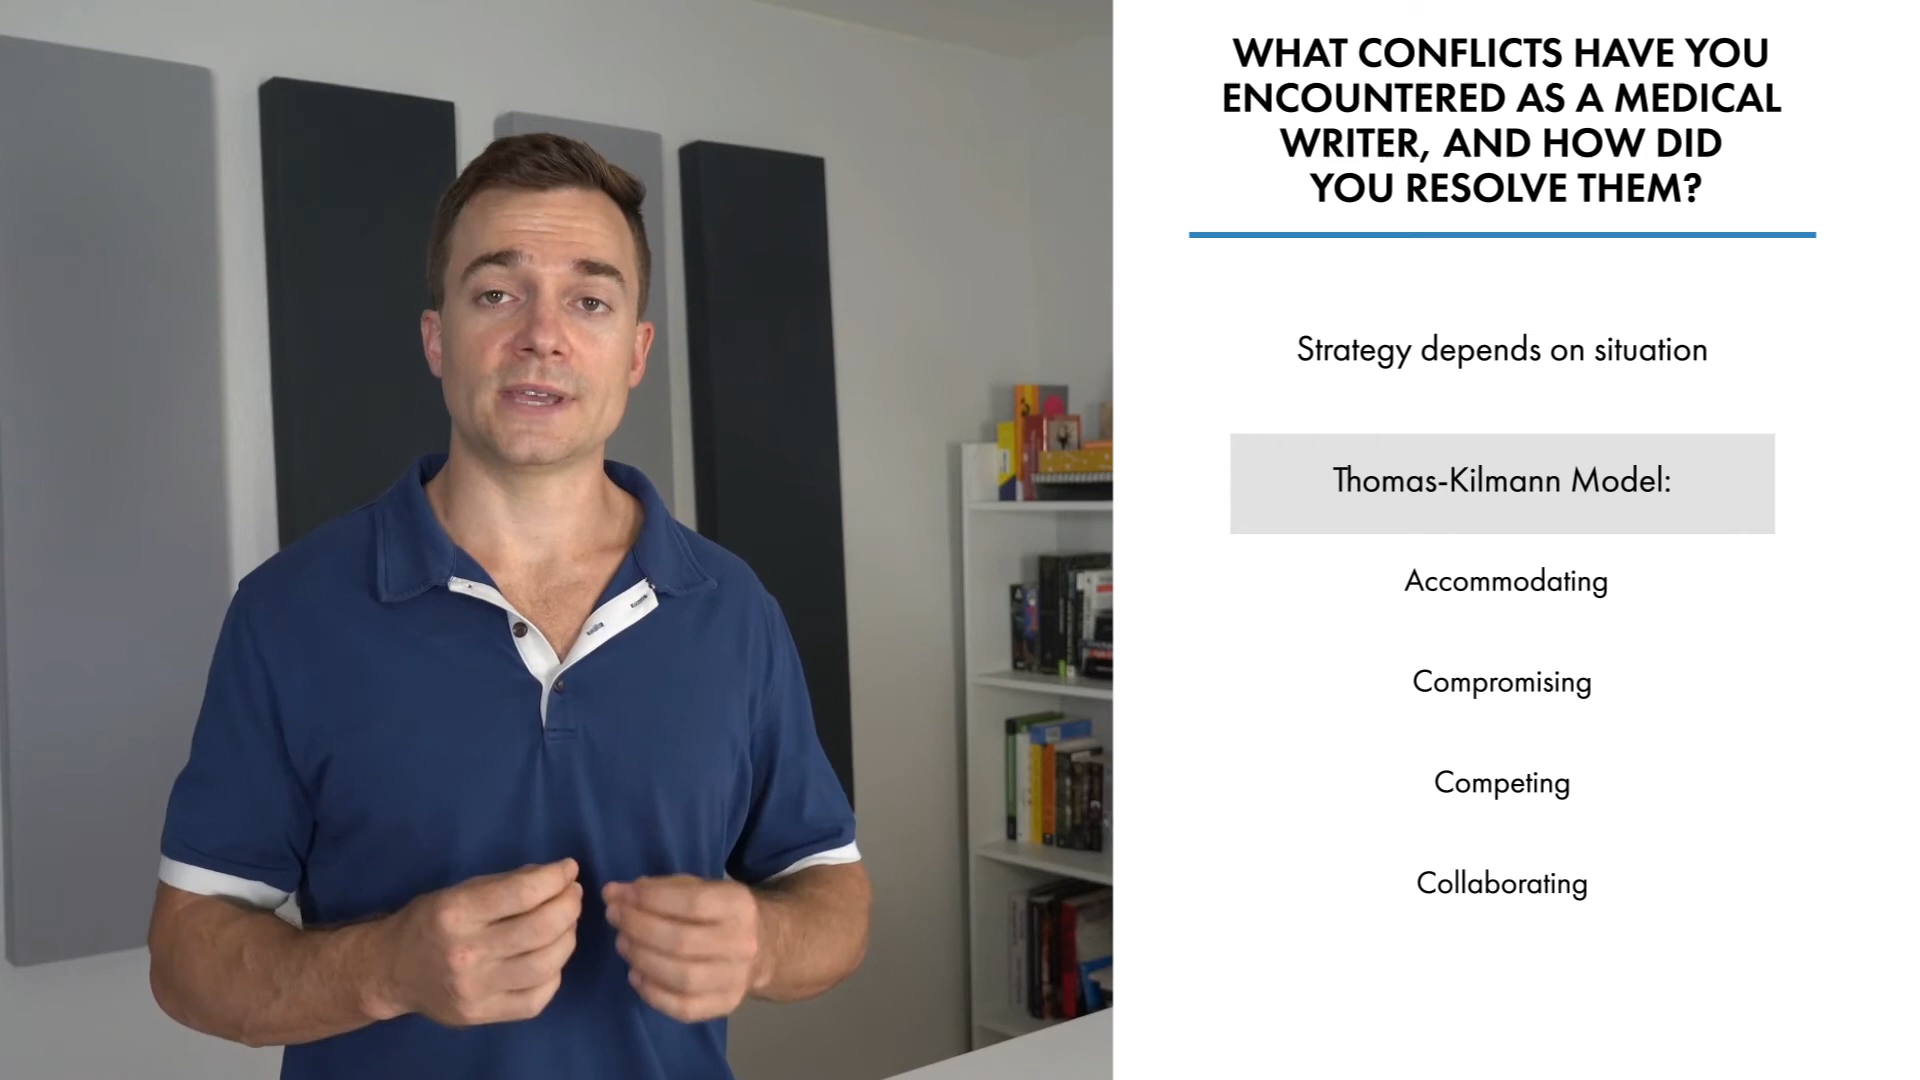 WHAT CONFLICTS HAVE YOU
ENCOUNTERED AS A MEDICAL
WRITER, AND HOW DID
YOU RESOLVE THEM?
Strategy depends on situation
Thomas-Kilmann Model:
Accommodating
Compromising
Competing
Collaborating